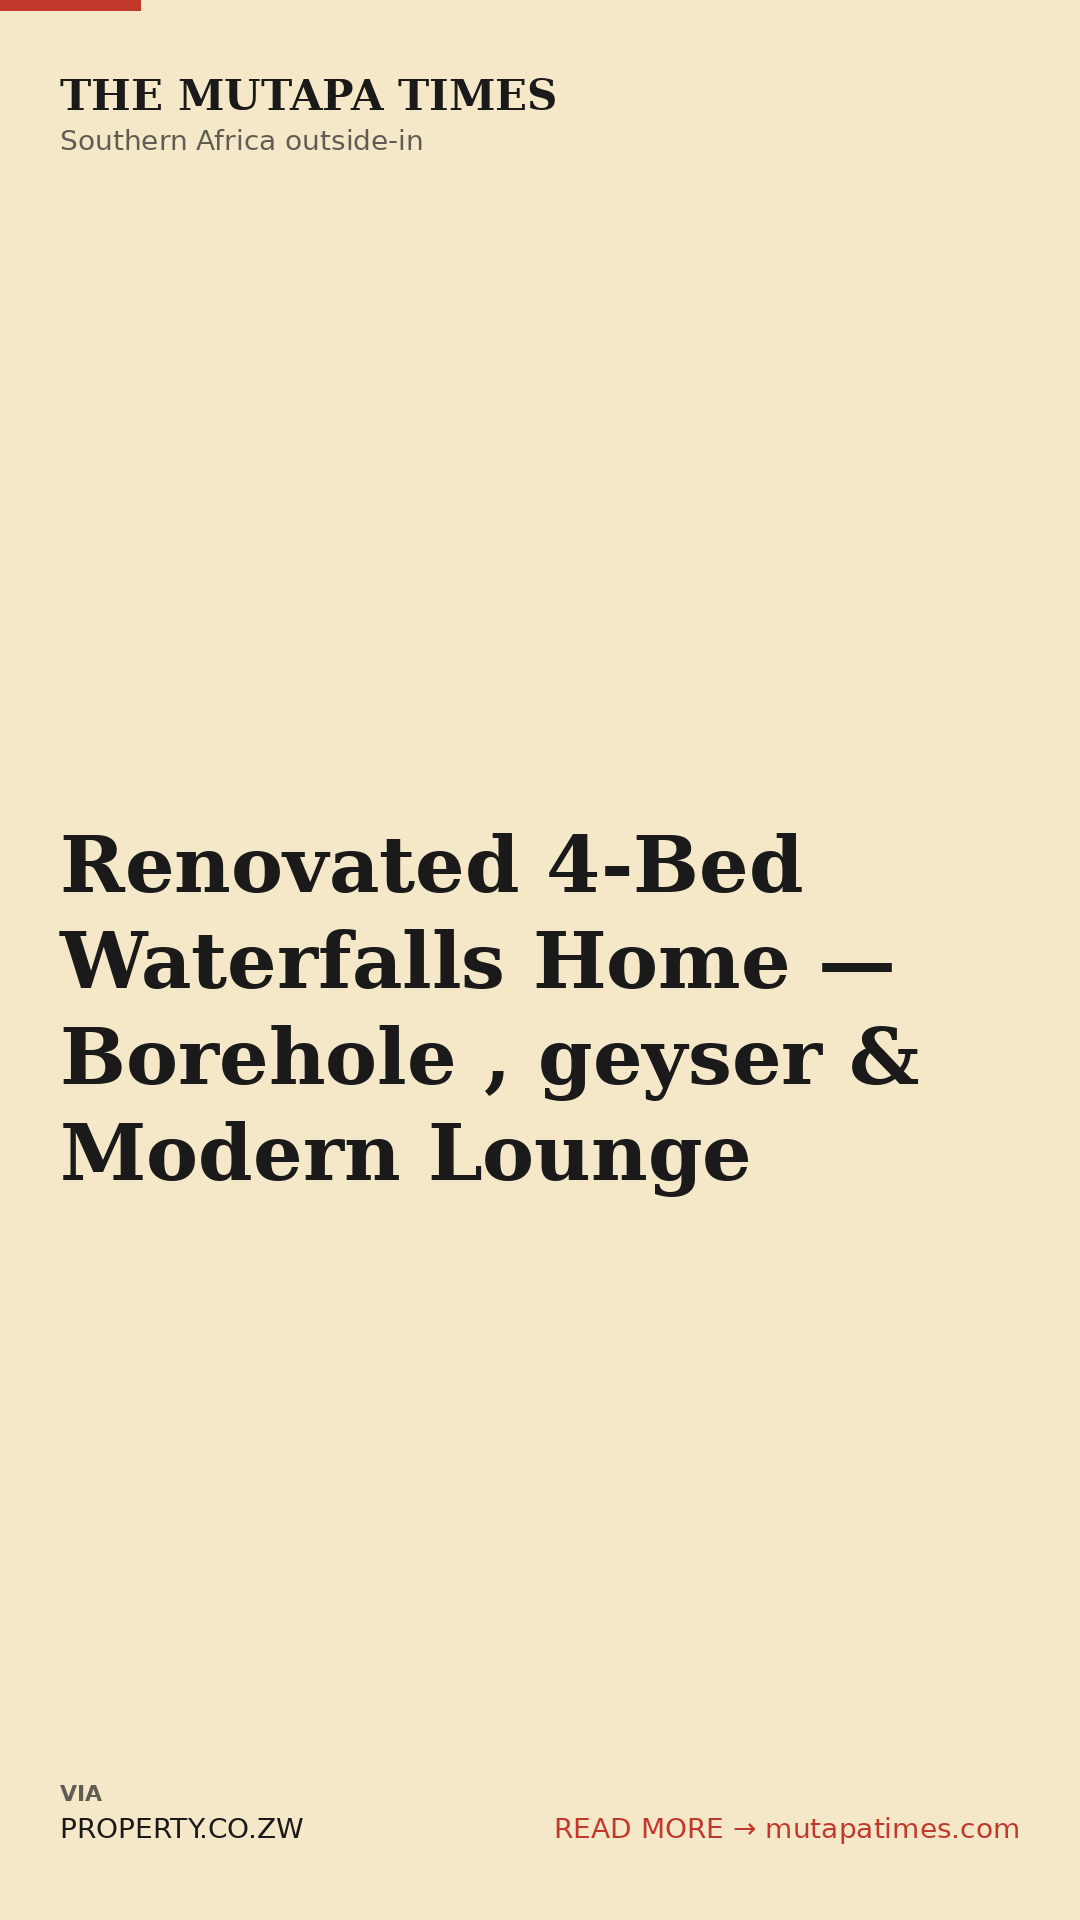 THE MUTAPA TIMES
Southern Africa outside-in
Renovated 4-Bed
Waterfalls Home —
Borehole , geyser &
Modern Lounge
VIA
PROPERTY.CO.ZW
READ MORE → mutapatimes.com